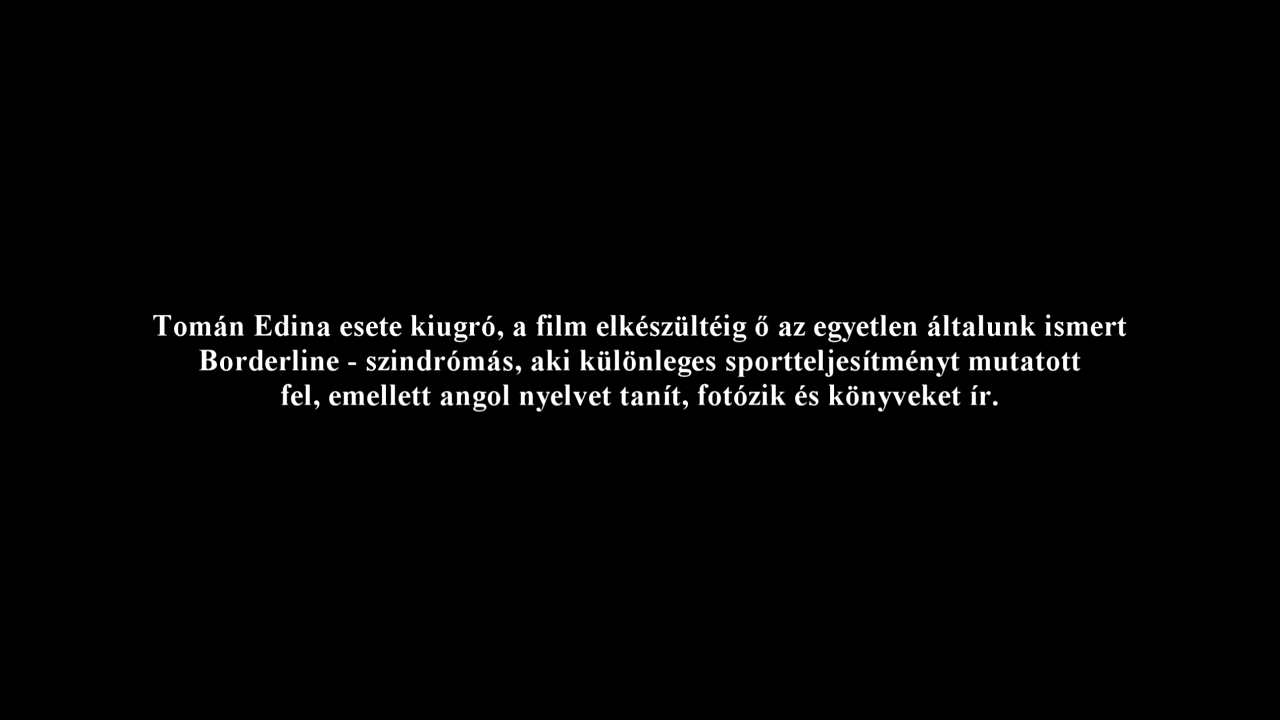 Tomán Edina esete kiugró, a film elkészültéig ő az egyetlen általunk ismert
Borderline - szindrómás, aki különleges sportteljesítményt mutatott
fel, emellett angol nyelvet tanít, fotózik és könyveket ír.